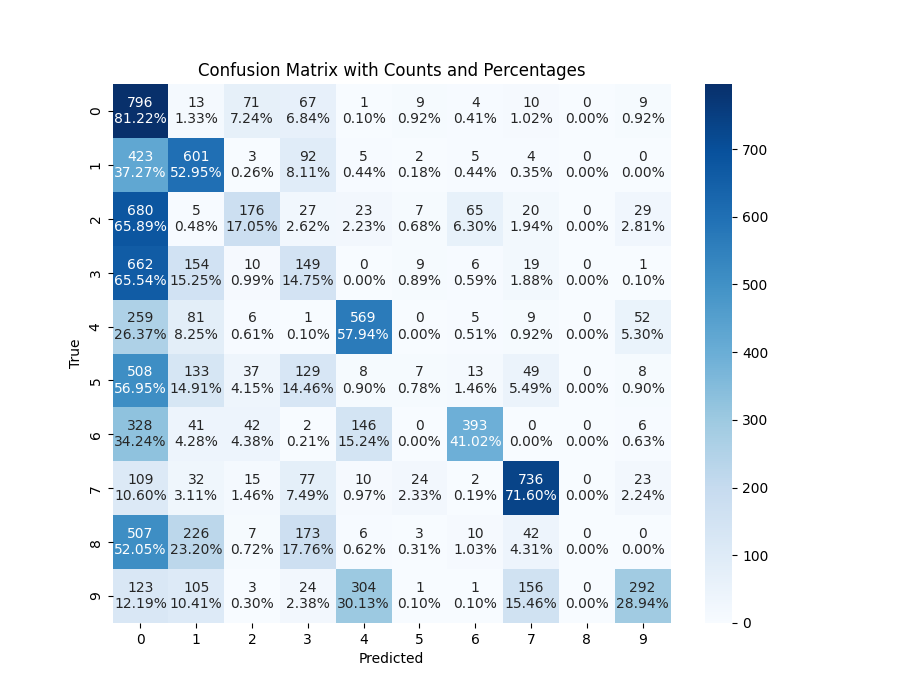 Confusion Matrix with Counts and Percentages
0 796 13 71 67 1 9 4 10 0 9
81.22% 1.33% 7.24% 6.84% 0.10% 0.92% 0.41% 1.02% 0.00% 0.92%
1 423 601 3 92 5 2 5 4 0 0
37.27% 52.95% 0.26% 8.11% 0.44% 0.18% 0.44% 0.35% 0.00% 0.00%
2 680 5 176 27 23 7 65 20 0 29
65.89% 0.48% 17.05% 2.62% 2.23% 0.68% 6.30% 1.94% 0.00% 2.81%
3 662 154 10 149 0 9 6 19 0 1
65.54% 15.25% 0.99% 14.75% 0.00% 0.89% 0.59% 1.88% 0.00% 0.10%
4 259 81 6 1 569 0 5 9 0 52
26.37% 8.25% 0.61% 0.10% 57.94% 0.00% 0.51% 0.92% 0.00% 5.30%
5 508 133 37 129 8 7 13 49 0 8
56.95% 14.91% 4.15% 14.46% 0.90% 0.78% 1.46% 5.49% 0.00% 0.90%
6 328 41 42 2 146 0 393 0 0 6
34.24% 4.28% 4.38% 0.21% 15.24% 0.00% 41.02% 0.00% 0.00% 0.63%
7 109 32 15 77 10 24 2 736 0 23
10.60% 3.11% 1.46% 7.49% 0.97% 2.33% 0.19% 71.60% 0.00% 2.24%
8 507 226 7 173 6 3 10 42 0 0
52.05% 23.20% 0.72% 17.76% 0.62% 0.31% 1.03% 4.31% 0.00% 0.00%
9 123 105 3 24 304 1 1 156 0 292
12.19% 10.41% 0.30% 2.38% 30.13% 0.10% 0.10% 15.46% 0.00% 28.94%
0 1 2 3 4 5 6 7 8 9
Predicted
True
700
600
500
400
300
200
100
0